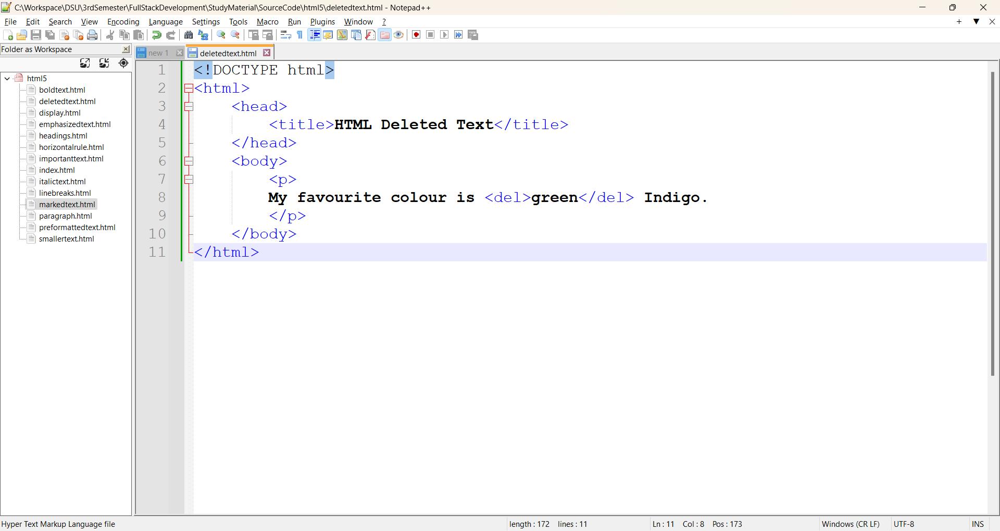 C:\Workspace\DSU\3rdSemester\FullStackDevelopment\StudyMaterial\SourceCode\html5\deletedtext.html - Notepad++
File Edit Search View Encoding Language Settings Tools Macro Run Plugins Window ?
Folder as Workspace
new 1 deletedtext.html
html5
boldtext.html
deletedtext.html
display.html
emphasizedtext.html
headings.html
horizontalrule.html
importanttext.html
index.html
italictext.html
linebreaks.html
markedtext.html
paragraph.html
preformattedtext.html
smallertext.html
1 <!DOCTYPE html>
2 <html>
3 <head>
4 <title>HTML Deleted Text</title>
5 </head>
6 <body>
7 <p>
8 My favourite colour is <del>green</del> Indigo.
9 </p>
10 </body>
11 </html>
Hyper Text Markup Language file length : 172 lines : 11 Ln : 11 Col : 8 Pos : 173 Windows (CR LF) UTF-8 INS